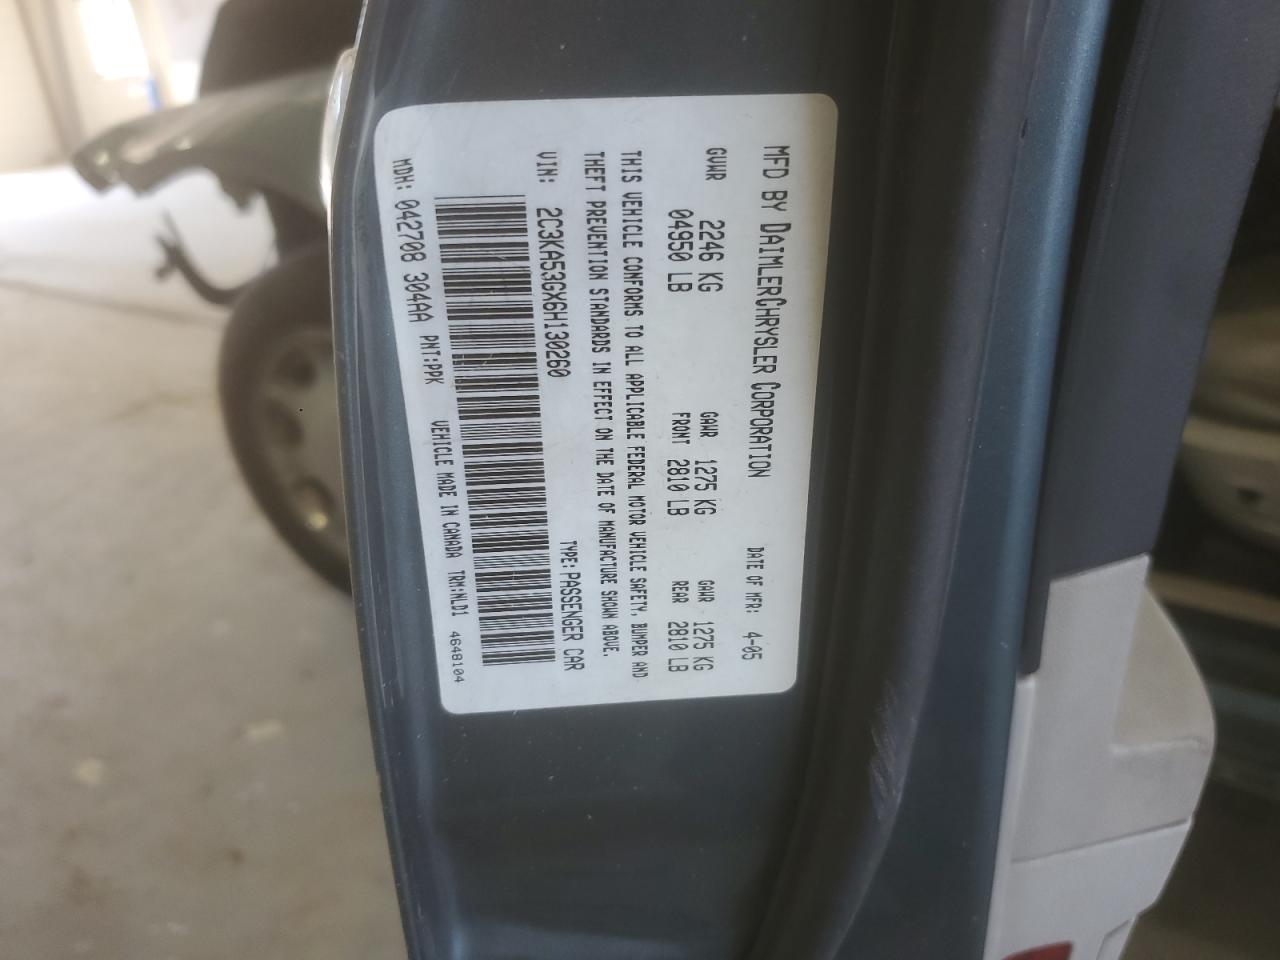 MFD BY DAIMLERCHRYSLER CORPORATION DATE OF MFR: 4-05
GVWR 2246 KG GAWR 1275 KG GAWR 1275 KG
04950 LB FRONT 2810 LB REAR 2810 LB
THIS VEHICLE CONFORMS TO ALL APPLICABLE FEDERAL MOTOR VEHICLE SAFETY, BUMPER AND
THEFT PREVENTION STANDARDS IN EFFECT ON THE DATE OF MANUFACTURE SHOWN ABOVE.
VIN: 2C3KA53GX6H130260 TYPE: PASSENGER CAR
MDH: 042708 304AA PNT:PPK VEHICLE MADE IN CANADA TRM:NLD1 4648104